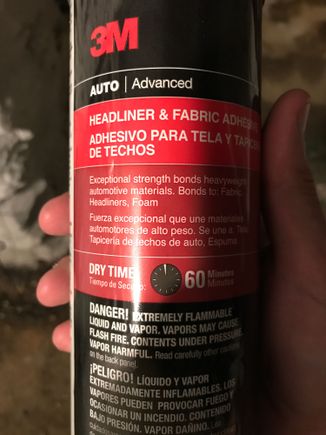 3M
AUTO | Advanced
HEADLINER & FABRIC
ADHESIVO PARA TELA Y
DE TECHOS
Exceptional strength bonds heavyweight
automotive materials. Bonds to: Fabric,
Headliners, Foam
Fuerza excepcional que une materiales
automotores de alto peso. Se une a: Tela,
Tapicería de techos de auto, Espuma
DRY TIME
Tiempo de Secado:
60 Minutes
Minutos
DANGER! EXTREMELY FLAMMABLE
LIQUID AND VAPOR. VAPORS MAY CAUSE
FLASH FIRE. CONTENTS UNDER PRESSURE.
VAPOR HARMFUL. Read carefully other cautions
on the back panel.
¡PELIGRO! LÍQUIDO Y VAPOR
EXTREMADAMENTE INFLAMABLES. LOS
VAPORES PUEDEN PROVOCAR FUEGO
OCASIONAR UN INCENDIO. CONTENIDO
BAJO PRESIÓN. VAPOR DAÑINO.